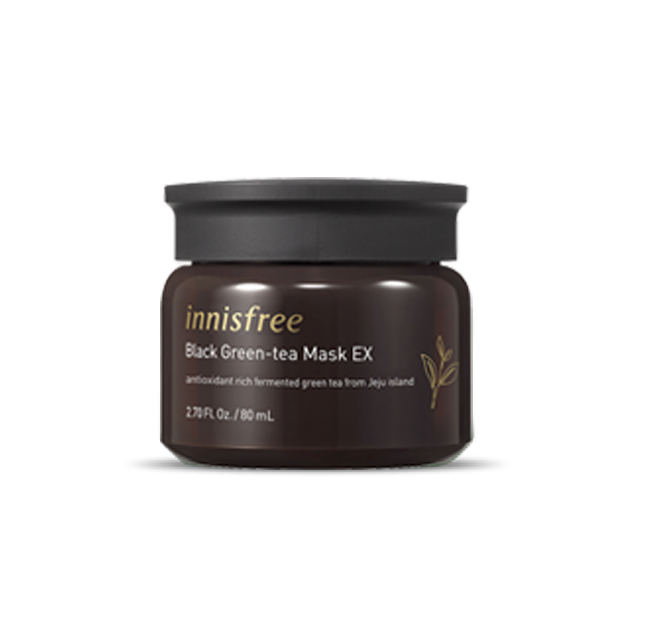 innisfree
Black Green-tea Mask EX
antioxidant rich fermented green tea from Jeju island
2.70 Fl. Oz. / 80 mL